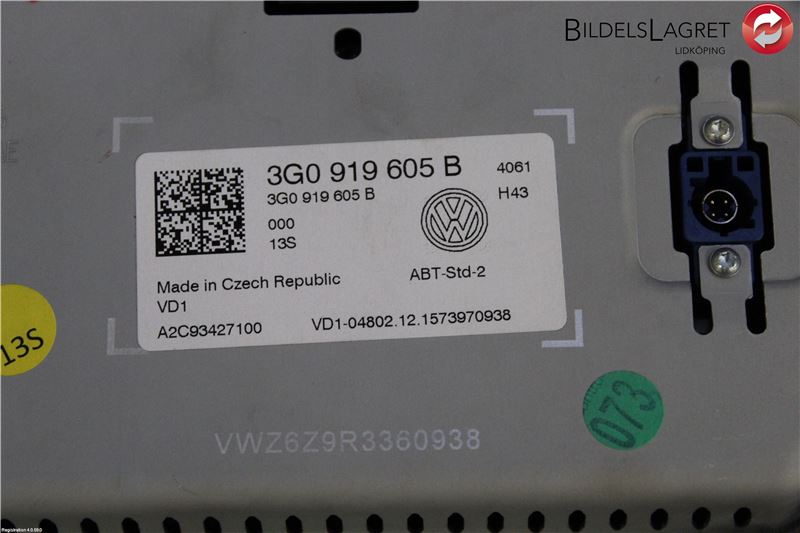 BILDELSLAGRET
LIDKÖPING
3G0 919 605 B
4061
3G0 919 605 B
H43
000
13S
Made in Czech Republic
ABT-Std-2
VD1
A2C93427100
VD1-04802.12.1573970938
13S
073
VWZ6Z9R3360938